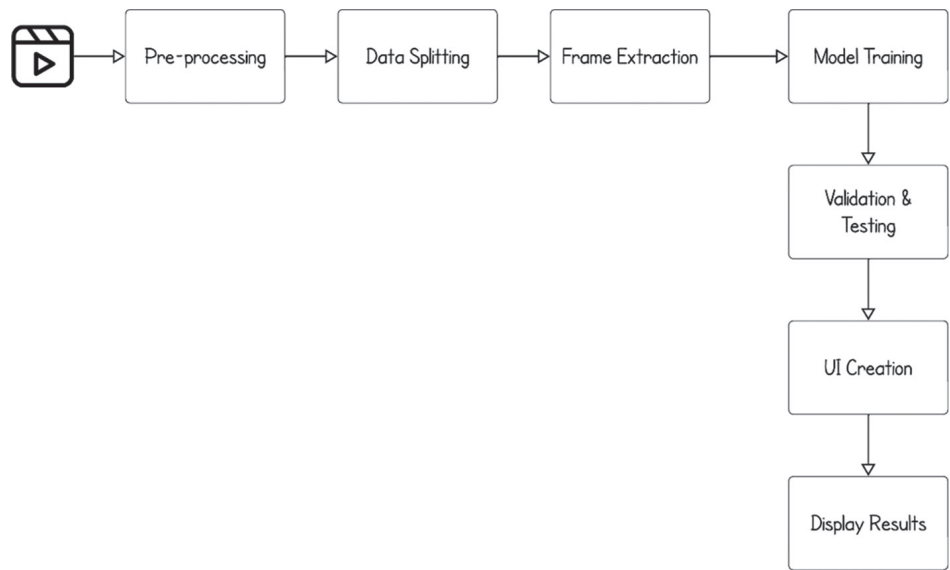 Pre-processing
Data Splitting
Frame Extraction
Model Training
Validation &
Testing
UI Creation
Display Results